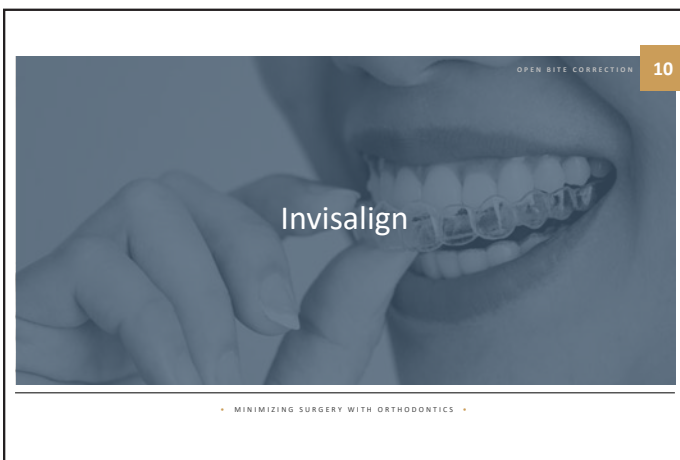 OPEN BITE CORRECTION 10
Invisalign
• MINIMIZING SURGERY WITH ORTHODONTICS •